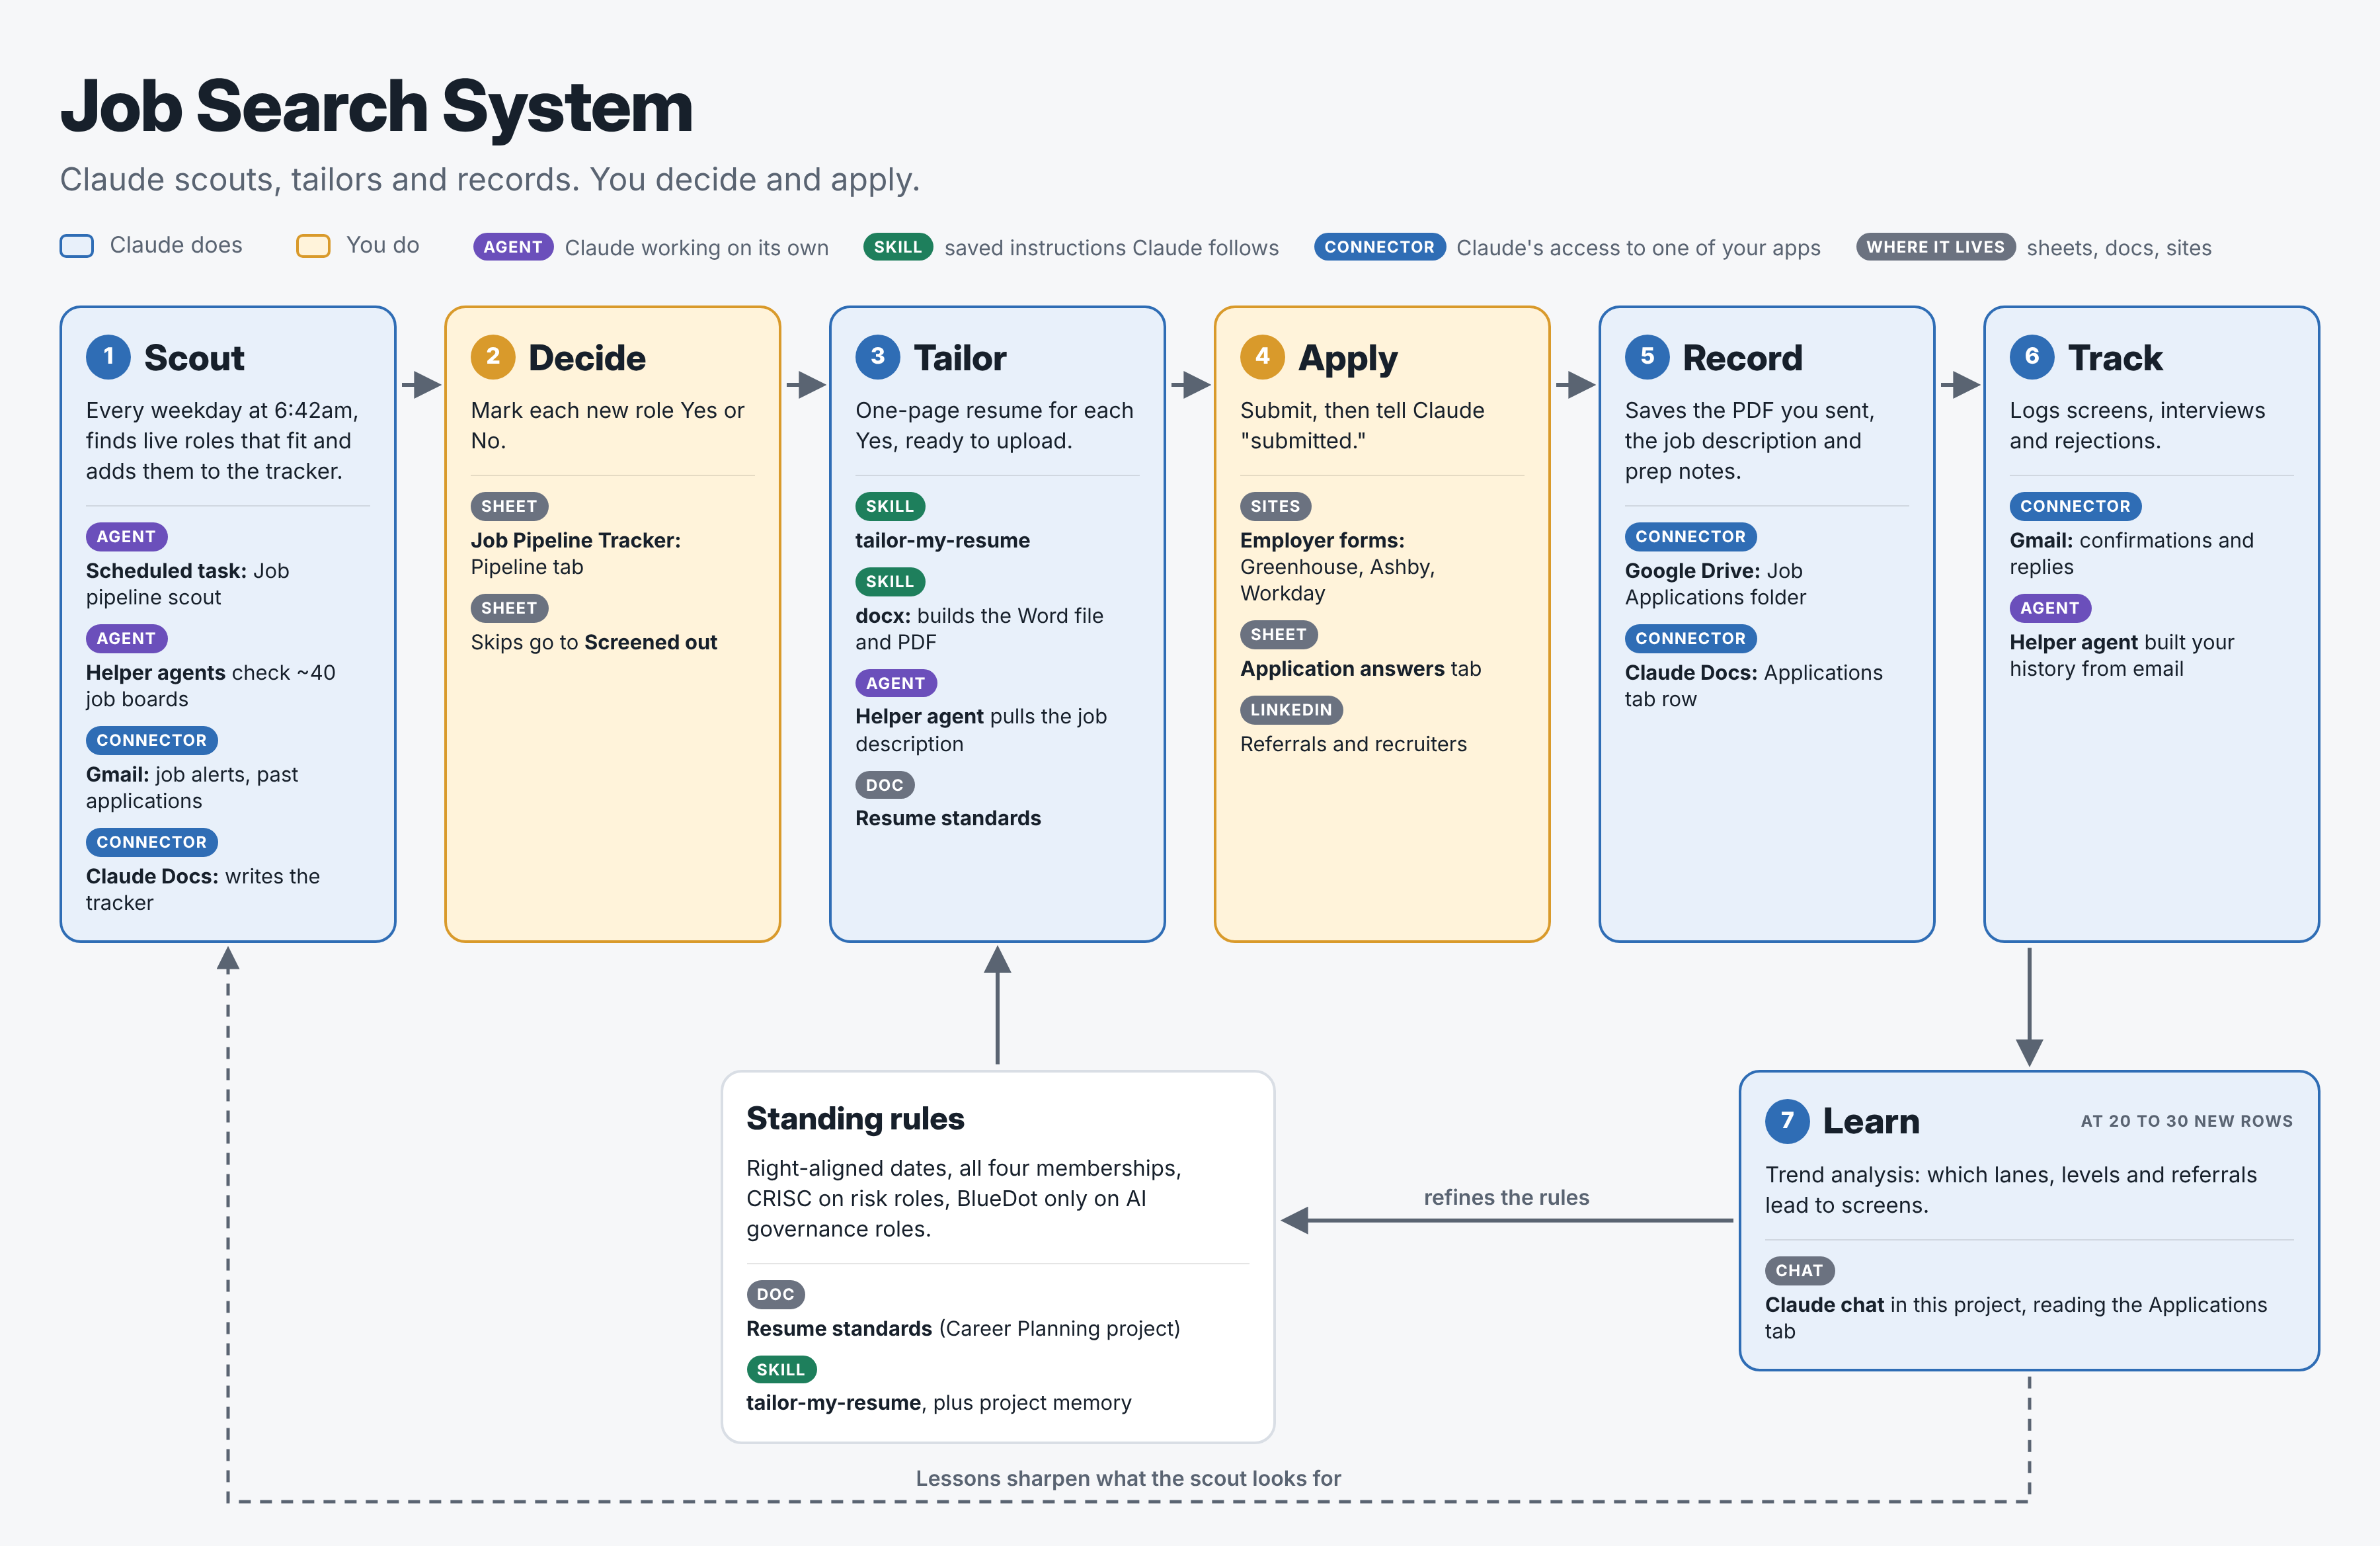 Job Search System
Claude scouts, tailors and records. You decide and apply.
Claude does
You do
AGENT Claude working on its own
SKILL saved instructions Claude follows
CONNECTOR Claude's access to one of your apps
WHERE IT LIVES sheets, docs, sites
1 Scout
Every weekday at 6:42am,
finds live roles that fit and
adds them to the tracker.
AGENT
Scheduled task: Job
pipeline scout
AGENT
Helper agents check ~40
job boards
CONNECTOR
Gmail: job alerts, past
applications
CONNECTOR
Claude Docs: writes the
tracker
2 Decide
Mark each new role Yes or
No.
SHEET
Job Pipeline Tracker:
Pipeline tab
SHEET
Skips go to Screened out
3 Tailor
One-page resume for each
Yes, ready to upload.
SKILL
tailor-my-resume
SKILL
docx: builds the Word file
and PDF
AGENT
Helper agent pulls the job
description
DOC
Resume standards
4 Apply
Submit, then tell Claude
"submitted."
SITES
Employer forms:
Greenhouse, Ashby,
Workday
SHEET
Application answers tab
LINKEDIN
Referrals and recruiters
5 Record
Saves the PDF you sent,
the job description and
prep notes.
CONNECTOR
Google Drive: Job
Applications folder
CONNECTOR
Claude Docs: Applications
tab row
6 Track
Logs screens, interviews
and rejections.
CONNECTOR
Gmail: confirmations and
replies
AGENT
Helper agent built your
history from email
Standing rules
Right-aligned dates, all four memberships,
CRISC on risk roles, BlueDot only on AI
governance roles.
DOC
Resume standards (Career Planning project)
SKILL
tailor-my-resume, plus project memory
refines the rules
7 Learn
AT 20 TO 30 NEW ROWS
Trend analysis: which lanes, levels and referrals
lead to screens.
CHAT
Claude chat in this project, reading the Applications
tab
Lessons sharpen what the scout looks for